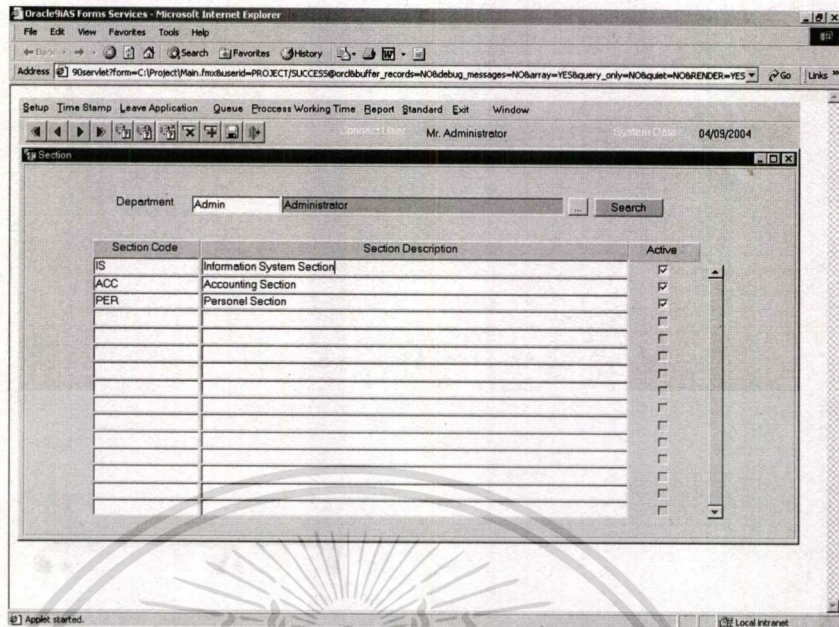 Oracle9iAS Forms Services - Microsoft Internet Explorer
File Edit View Favorites Tools Help
Back Search Favorites History
Address 90servlet?form=C:\Project\Main.fmx&userid=PROJECT/SUCCESS@orcl&buffer_records=NO&debug_messages=NO&array=YES&query_only=NO&quiet=NO&RENDER=YES Go Links »
Setup Time Stamp Leave Application Queue Proccess Working Time Report Standard Exit Window
Connect User Mr. Administrator System Date 04/09/2004
Section
Department Admin Administrator ... Search
Section Code Section Description Active
IS Information System Section
ACC Accounting Section
PER Personel Section
Applet started. Local intranet